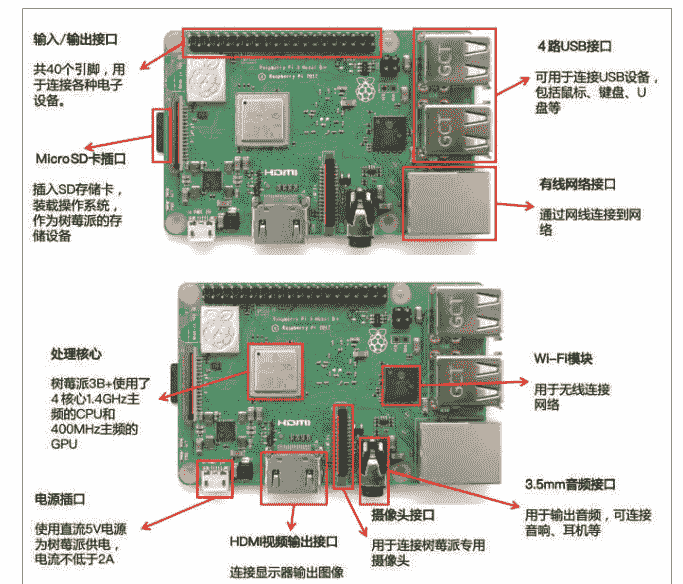 输入/输出接口
共40个引脚，用
于连接各种电子
设备。
MicroSD卡插口
插入SD存储卡，
装载操作系统，
作为树莓派的存
储设备
4路USB接口
可用于连接USB设备，
包括鼠标、键盘、U
盘等
有线网络接口
通过网线连接到网
络
HDMI
GCT
GCT
处理核心
树莓派3B+使用了
4核心1.4GHz主
频的CPU和
400MHz主频的
GPU
电源插口
使用直流5V电源
为树莓派供电，
电流不低于2A
HDMI视频输出接口
连接显示器输出图像
摄像头接口
用于连接树莓派专用
摄像头
Wi-Fi模块
用于无线连接
网络
3.5mm音频接口
用于输出音频，可连接
音响、耳机等
HDMI
GCT
GCT